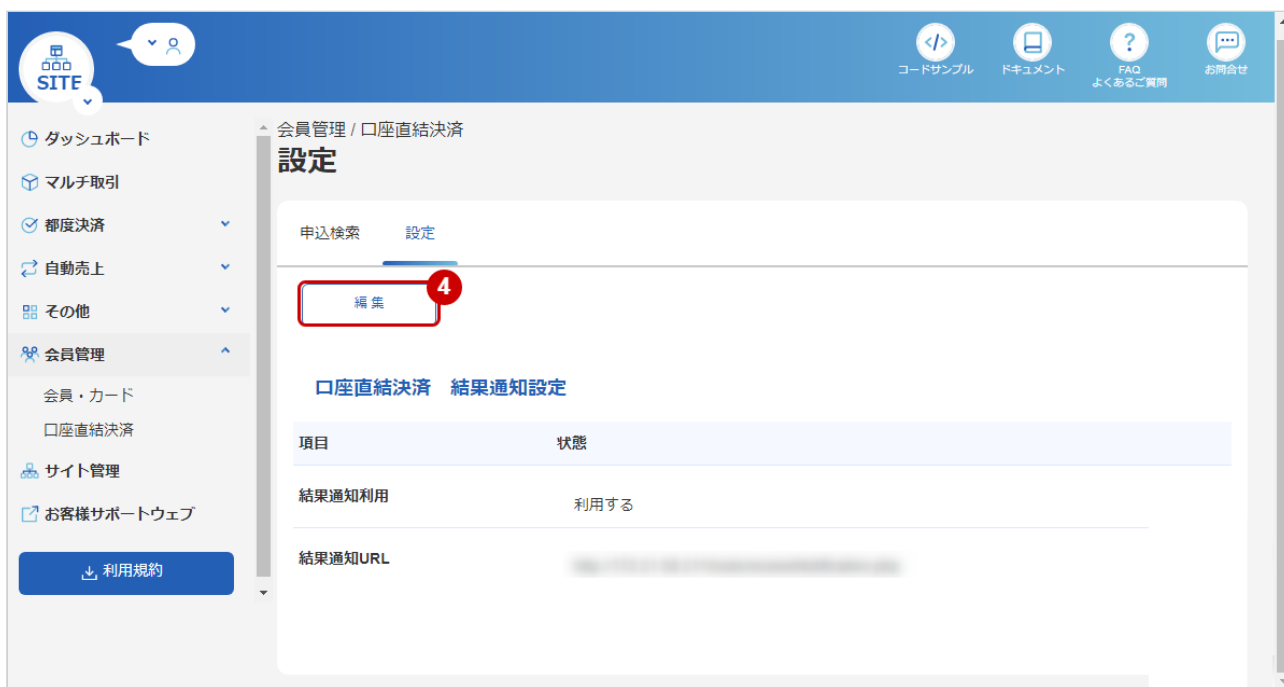 SITE
コードサンプル
ドキュメント
FAQ
よくあるご質問
お問合せ
ダッシュボード
マルチ取引
都度決済
自動売上
その他
会員管理
会員・カード
口座直結決済
サイト管理
お客様サポートウェブ
利用規約
会員管理 / 口座直結決済
設定
申込検索 設定
編集
4
口座直結決済 結果通知設定
項目 状態
結果通知利用 利用する
結果通知URL